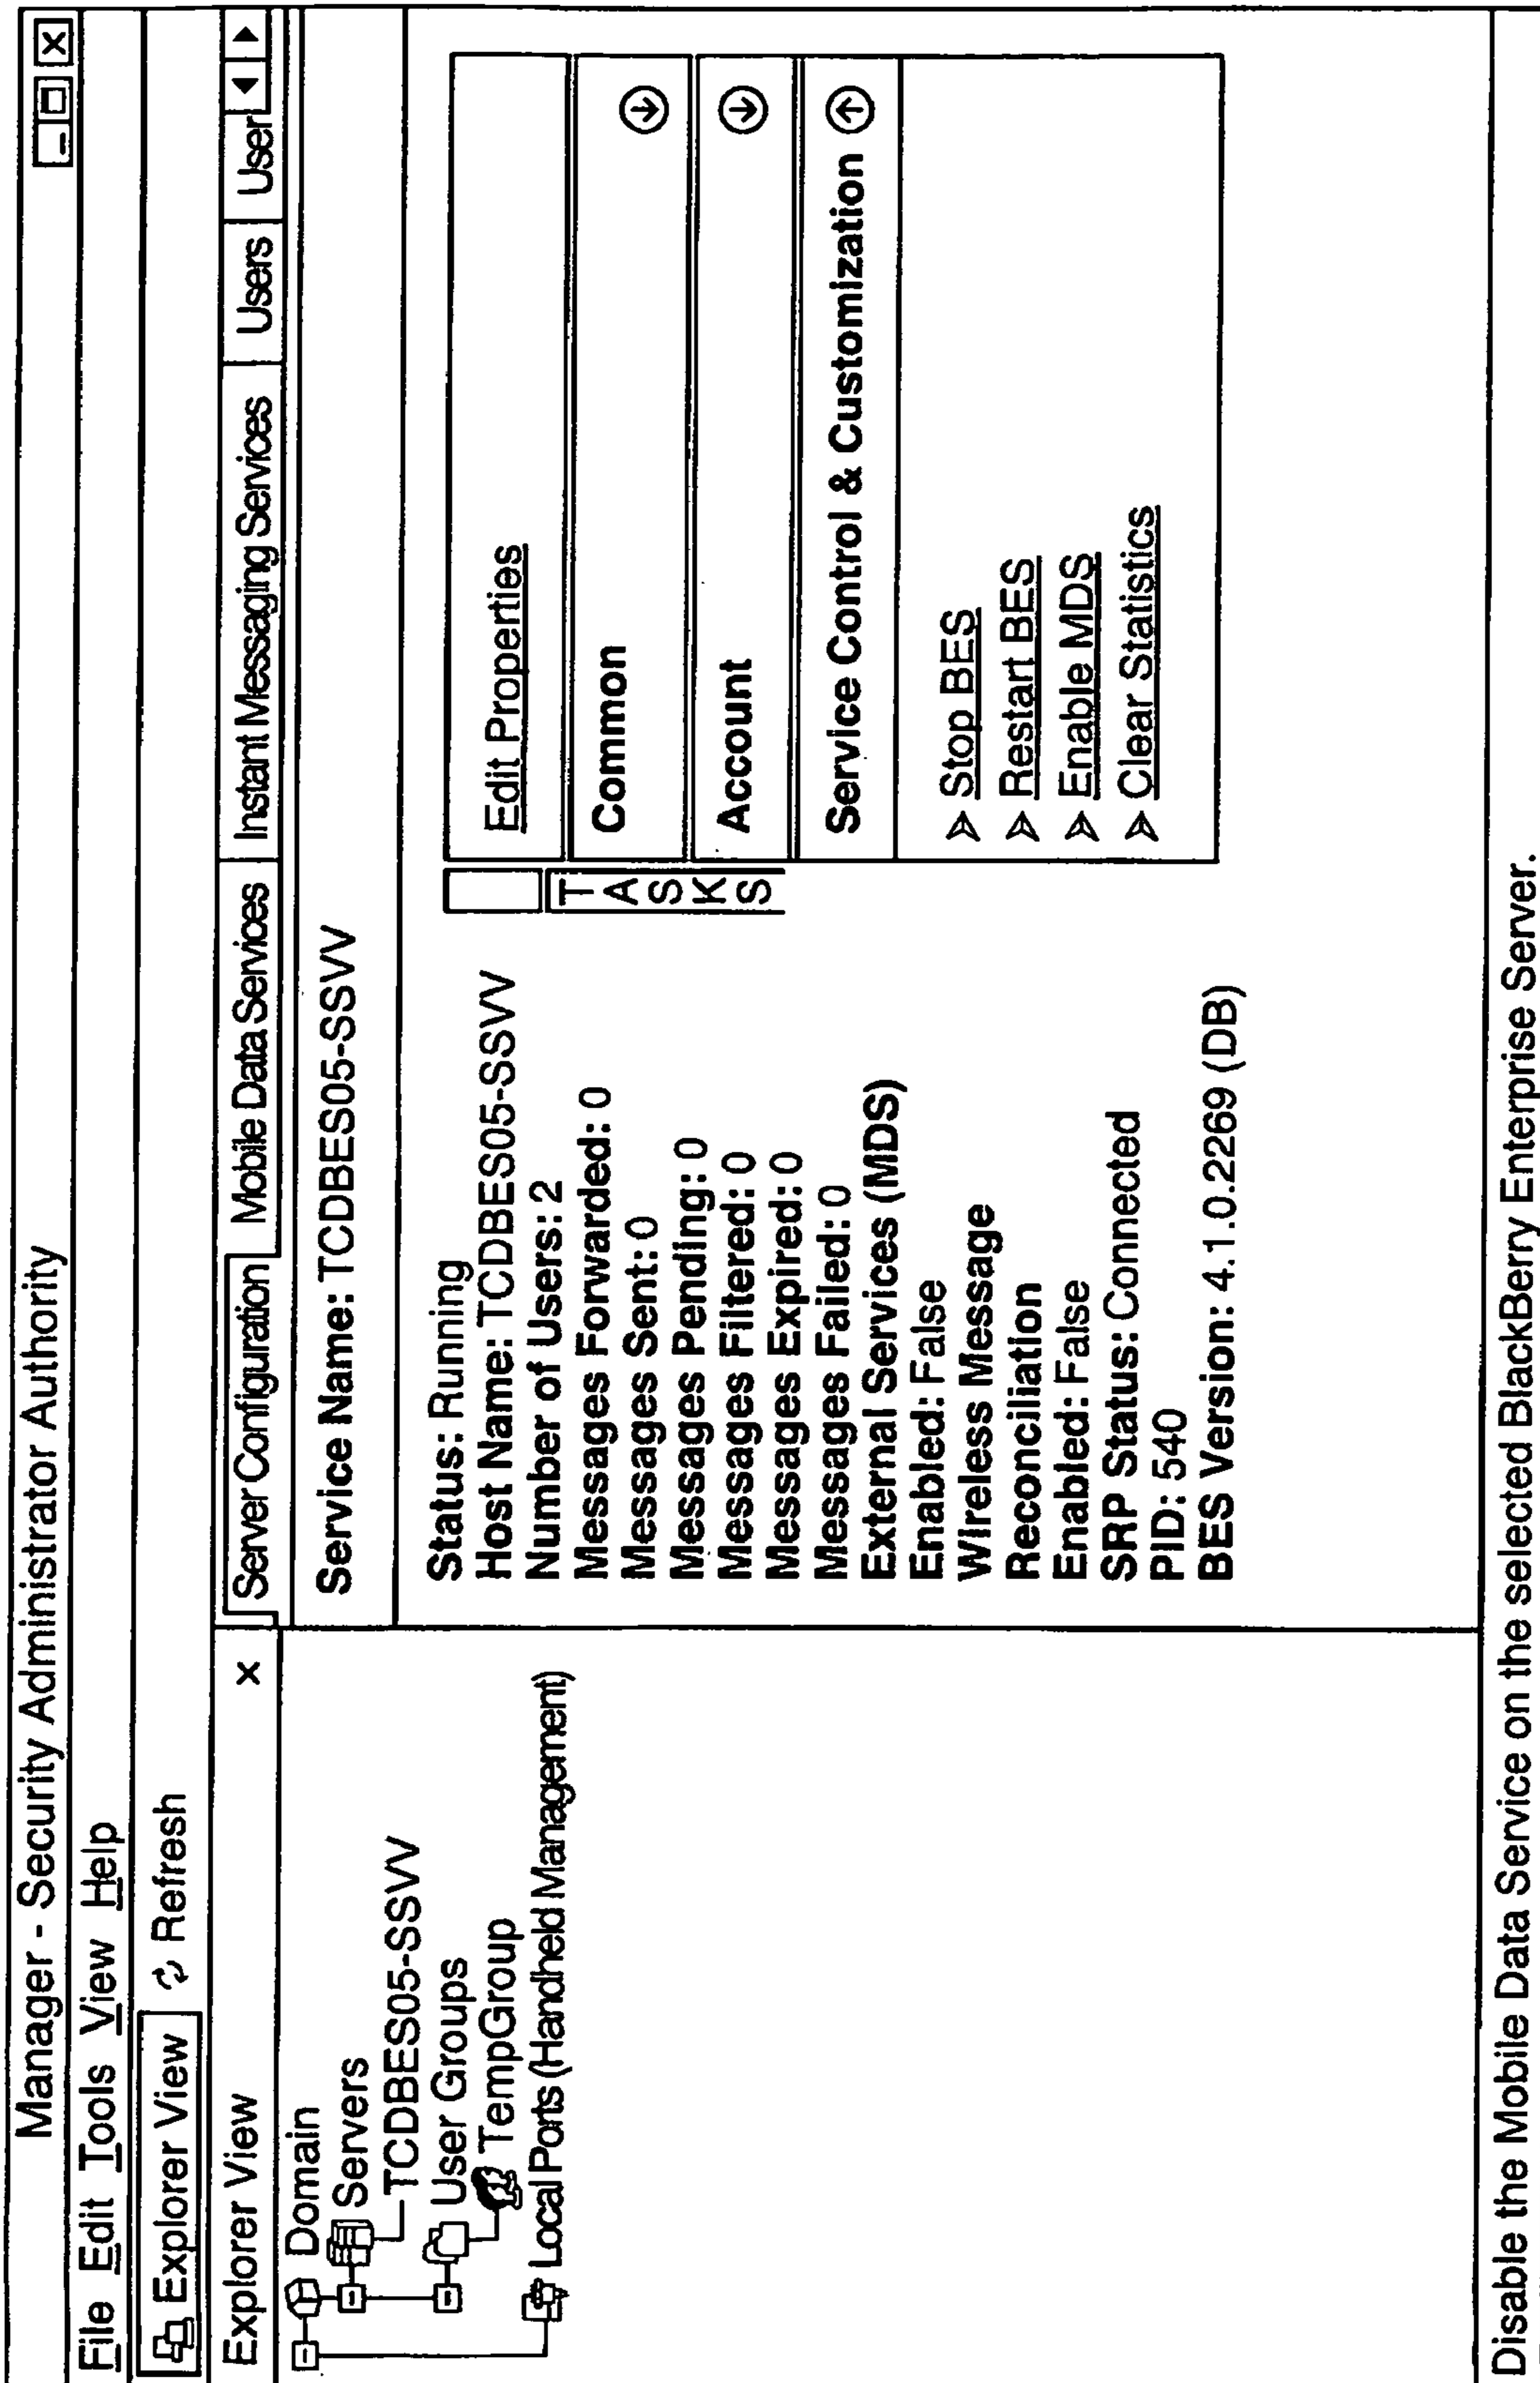 Manager - Security Administrator Authority
File Edit Tools View Help
Explorer View Refresh
Explorer View x
Domain
Servers
TCDBES05-SSVV
User Groups
TempGroup
Local Ports (Handheld Management)
Server Configuration Mobile Data Services Instant Messaging Services Users User
Service Name: TCDBES05-SSVV
Status: Running
Host Name: TCDBES05-SSVV
Number of Users: 2
Messages Forwarded: 0
Messages Sent: 0
Messages Pending: 0
Messages Filtered: 0
Messages Expired: 0
Messages Failed: 0
External Services (MDS)
Enabled: False
Wireless Message
Reconciliation
Enabled: False
SRP Status: Connected
PID: 540
BES Version: 4.1.0.2269 (DB)
TASKS
Edit Properties
Common
Account
Service Control & Customization
Stop BES
Restart BES
Enable MDS
Clear Statistics
Disable the Mobile Data Service on the selected BlackBerry Enterprise Server.